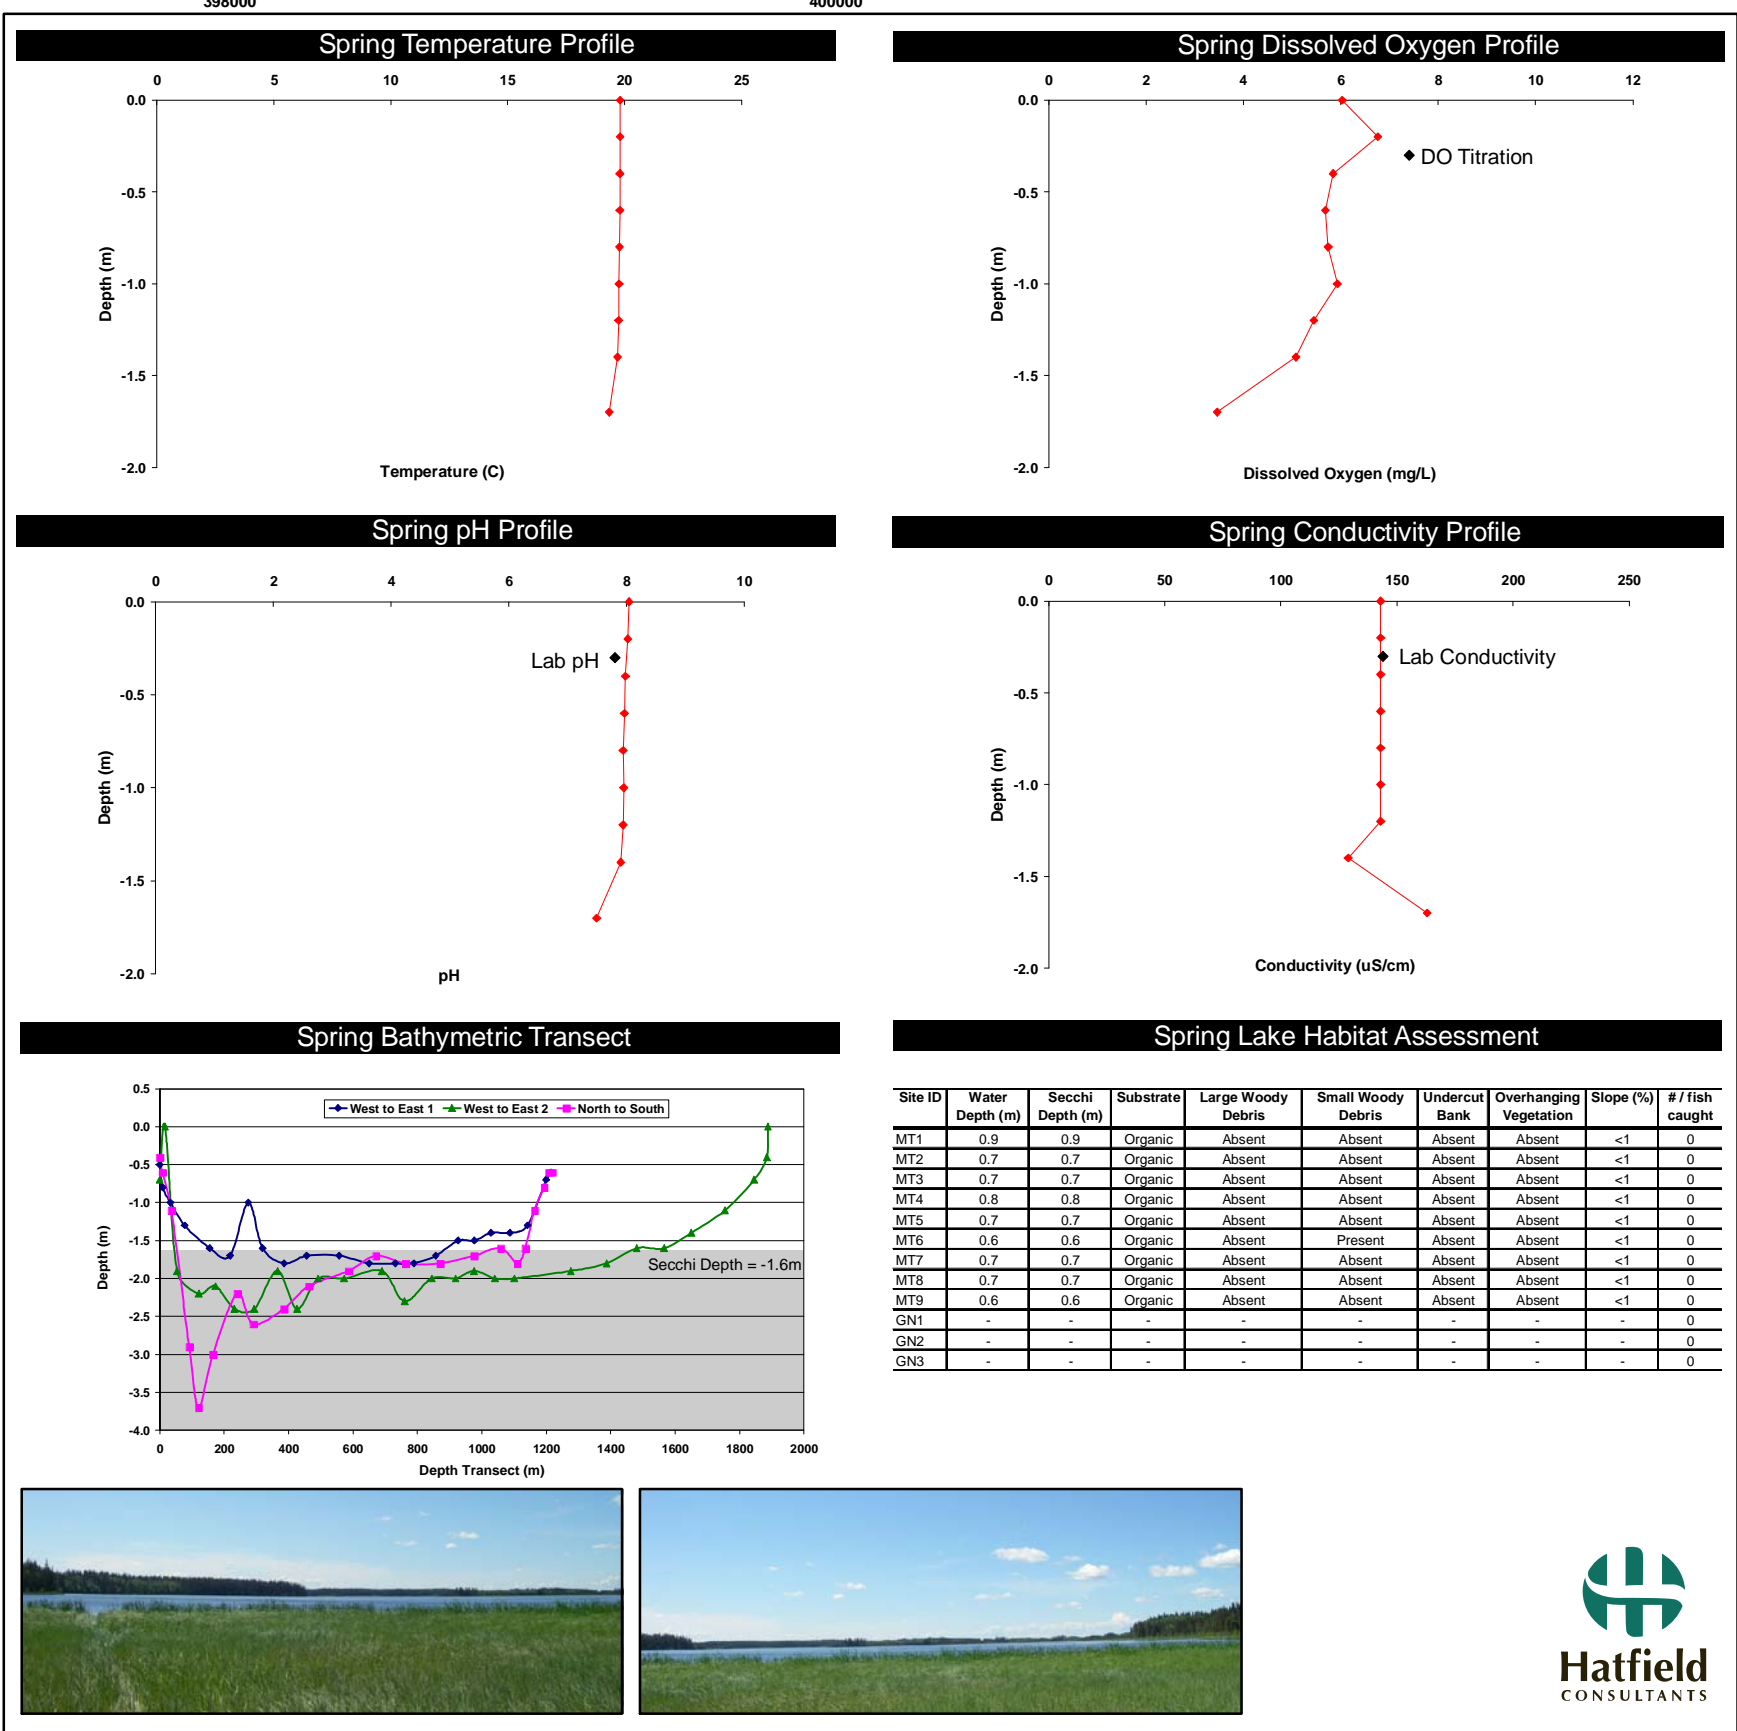 398000 400000
Spring Temperature Profile
0 5 10 15 20 25
0.0
-0.5
-1.0
-1.5
-2.0
Depth (m)
Temperature (C)
Spring Dissolved Oxygen Profile
0 2 4 6 8 10 12
0.0
-0.5
-1.0
-1.5
-2.0
Depth (m)
DO Titration
Dissolved Oxygen (mg/L)
Spring pH Profile
0 2 4 6 8 10
0.0
-0.5
-1.0
-1.5
-2.0
Depth (m)
Lab pH
pH
Spring Conductivity Profile
0 50 100 150 200 250
0.0
-0.5
-1.0
-1.5
-2.0
Depth (m)
Lab Conductivity
Conductivity (uS/cm)
Spring Bathymetric Transect
0.5
0.0
-0.5
-1.0
-1.5
-2.0
-2.5
-3.0
-3.5
-4.0
Depth (m)
West to East 1 West to East 2 North to South
Secchi Depth = -1.6m
0 200 400 600 800 1000 1200 1400 1600 1800 2000
Depth Transect (m)
Spring Lake Habitat Assessment
Site ID Water Secchi Substrate Large Woody Small Woody Undercut Overhanging Slope (%) # / fish
Depth (m) Depth (m) Debris Debris Bank Vegetation caught
MT1 0.9 0.9 Organic Absent Absent Absent Absent <1 0
MT2 0.7 0.7 Organic Absent Absent Absent Absent <1 0
MT3 0.7 0.7 Organic Absent Absent Absent Absent <1 0
MT4 0.8 0.8 Organic Absent Absent Absent Absent <1 0
MT5 0.7 0.7 Organic Absent Absent Absent Absent <1 0
MT6 0.6 0.6 Organic Absent Present Absent Absent <1 0
MT7 0.7 0.7 Organic Absent Absent Absent Absent <1 0
MT8 0.7 0.7 Organic Absent Absent Absent Absent <1 0
MT9 0.6 0.6 Organic Absent Absent Absent Absent <1 0
GN1 - - - - - - - - 0
GN2 - - - - - - - - 0
GN3 - - - - - - - - 0
Hatfield
CONSULTANTS